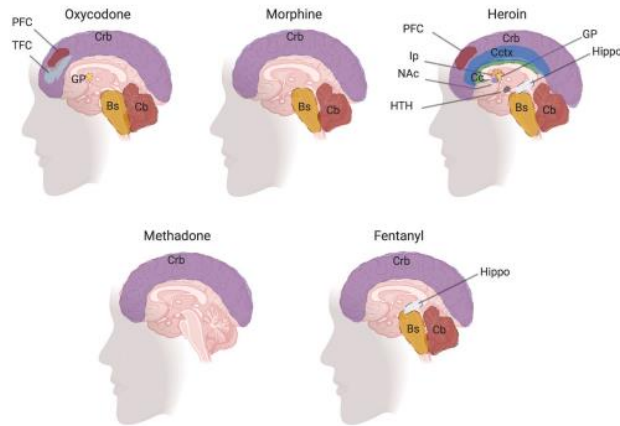 Oxycodone
PFC
Crb
TFC
GP
Bs
Cb
Morphine
Crb
Bs
Cb
Heroin
PFC
Crb
GP
Cctx
Hippo
Ip
Cc
NAc
HTH
Bs
Cb
Methadone
Crb
Fentanyl
Crb
Hippo
Bs
Cb